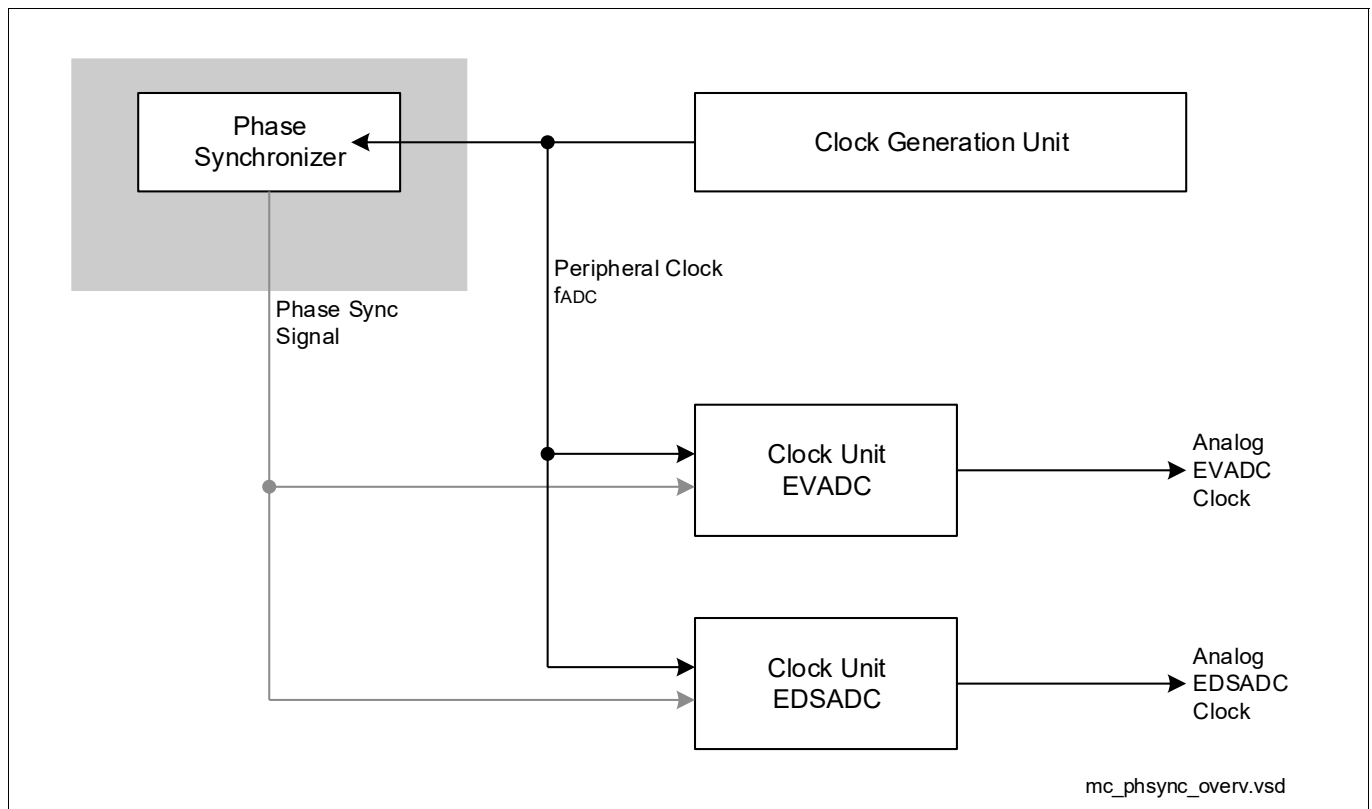 Phase
Synchronizer
Clock Generation Unit
Peripheral Clock
fADC
Phase Sync
Signal
Clock Unit
EVADC
Analog
EVADC
Clock
Clock Unit
EDSADC
Analog
EDSADC
Clock
mc_phsync_overv.vsd